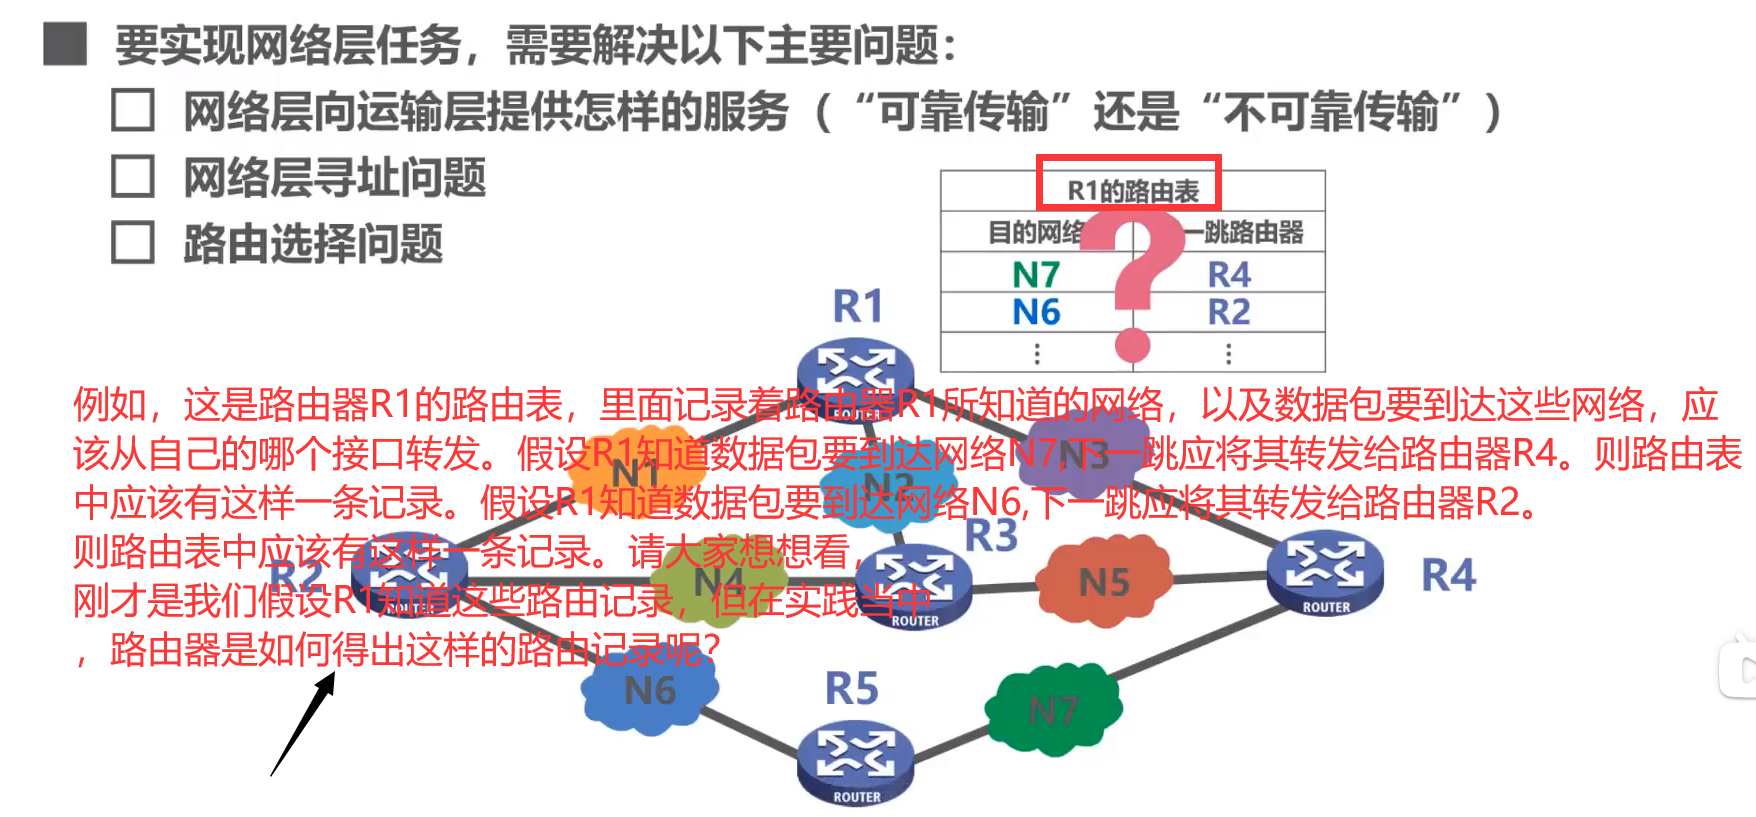 要实现网络层任务，需要解决以下主要问题：
网络层向运输层提供怎样的服务（“可靠传输”还是“不可靠传输”）
网络层寻址问题
路由选择问题
R1的路由表
目的网络 一跳路由器
N7 R4
N6 R2
⋮ ⋮
R1
ROUTER
例如，这是路由器R1的路由表，里面记录着路由器R1所知道的网络，以及数据包要到达这些网络，应
该从自己的哪个接口转发。假设R1知道数据包要到达网络N7,下一跳应将其转发给路由器R4。则路由表
中应该有这样一条记录。假设R1知道数据包要到达网络N6,下一跳应将其转发给路由器R2。
则路由表中应该有这样一条记录。请大家想想看，
刚才是我们假设R1知道这些路由记录，但在实践当中
，路由器是如何得出这样的路由记录呢？
N1
N2
N3
R3
R2
N4
N5
R4
ROUTER
ROUTER
ROUTER
N6
R5
N7
ROUTER